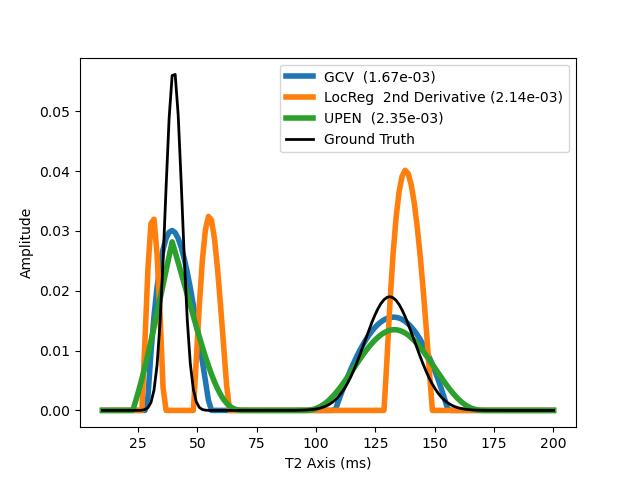 GCV  (1.67e-03)
LocReg  2nd Derivative (2.14e-03)
UPEN  (2.35e-03)
Ground Truth
0.05
0.04
0.03
0.02
0.01
0.00
Amplitude
25 50 75 100 125 150 175 200
T2 Axis (ms)